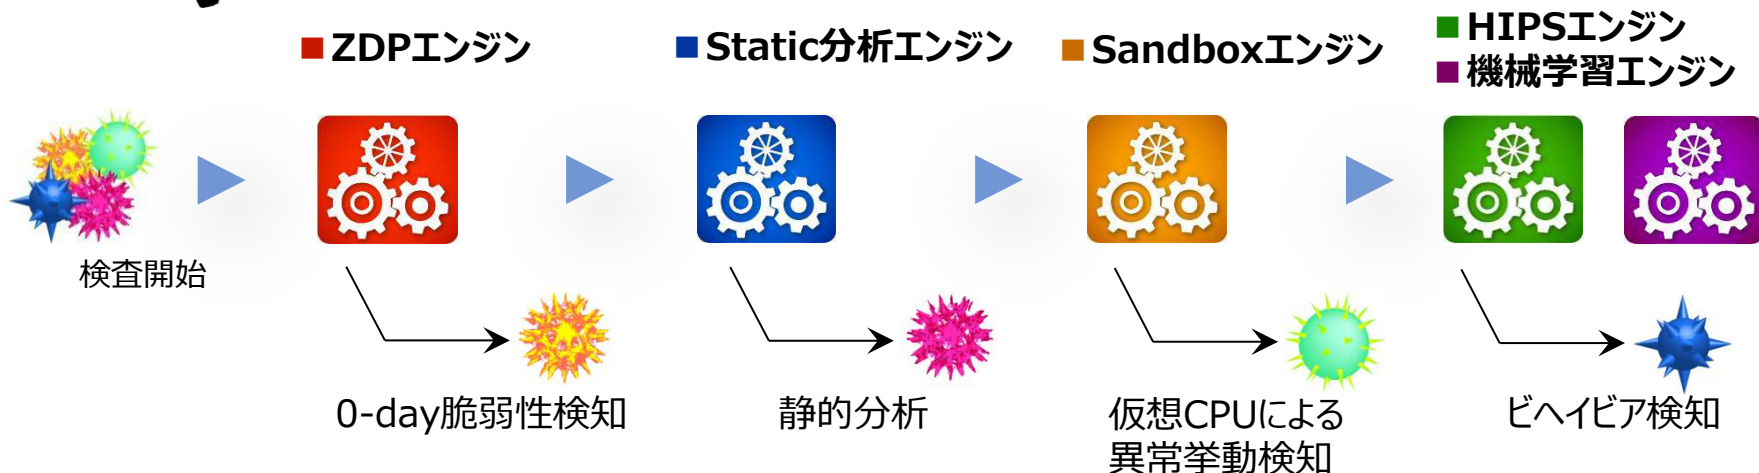 ■ZDPエンジン
■Static分析エンジン
■Sandboxエンジン
■HIPSエンジン
■機械学習エンジン
検査開始
0-day脆弱性検知
静的分析
仮想CPUによる
異常挙動検知
ビヘイビア検知